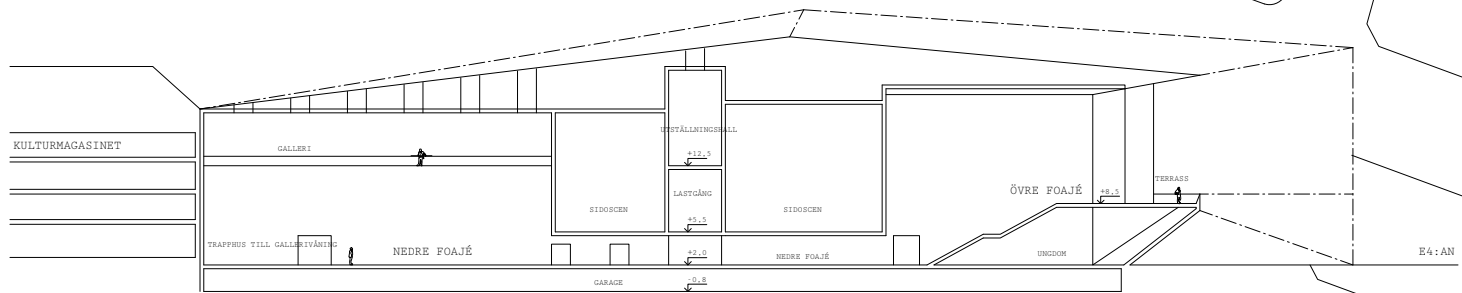 UTSTÄLLNINGSHALL
KULTURMAGASINET
GALLERI
+12,5
TERRASS
ÖVRE FOAJÉ
+8,5
LASTGÅNG
SIDOSCEN
SIDOSCEN
+5,5
TRAPPHUS TILL GALLERIVÅNING
NEDRE FOAJÉ
+2,0
NEDRE FOAJÉ
UNGDOM
E4:AN
GARAGE
-0,8